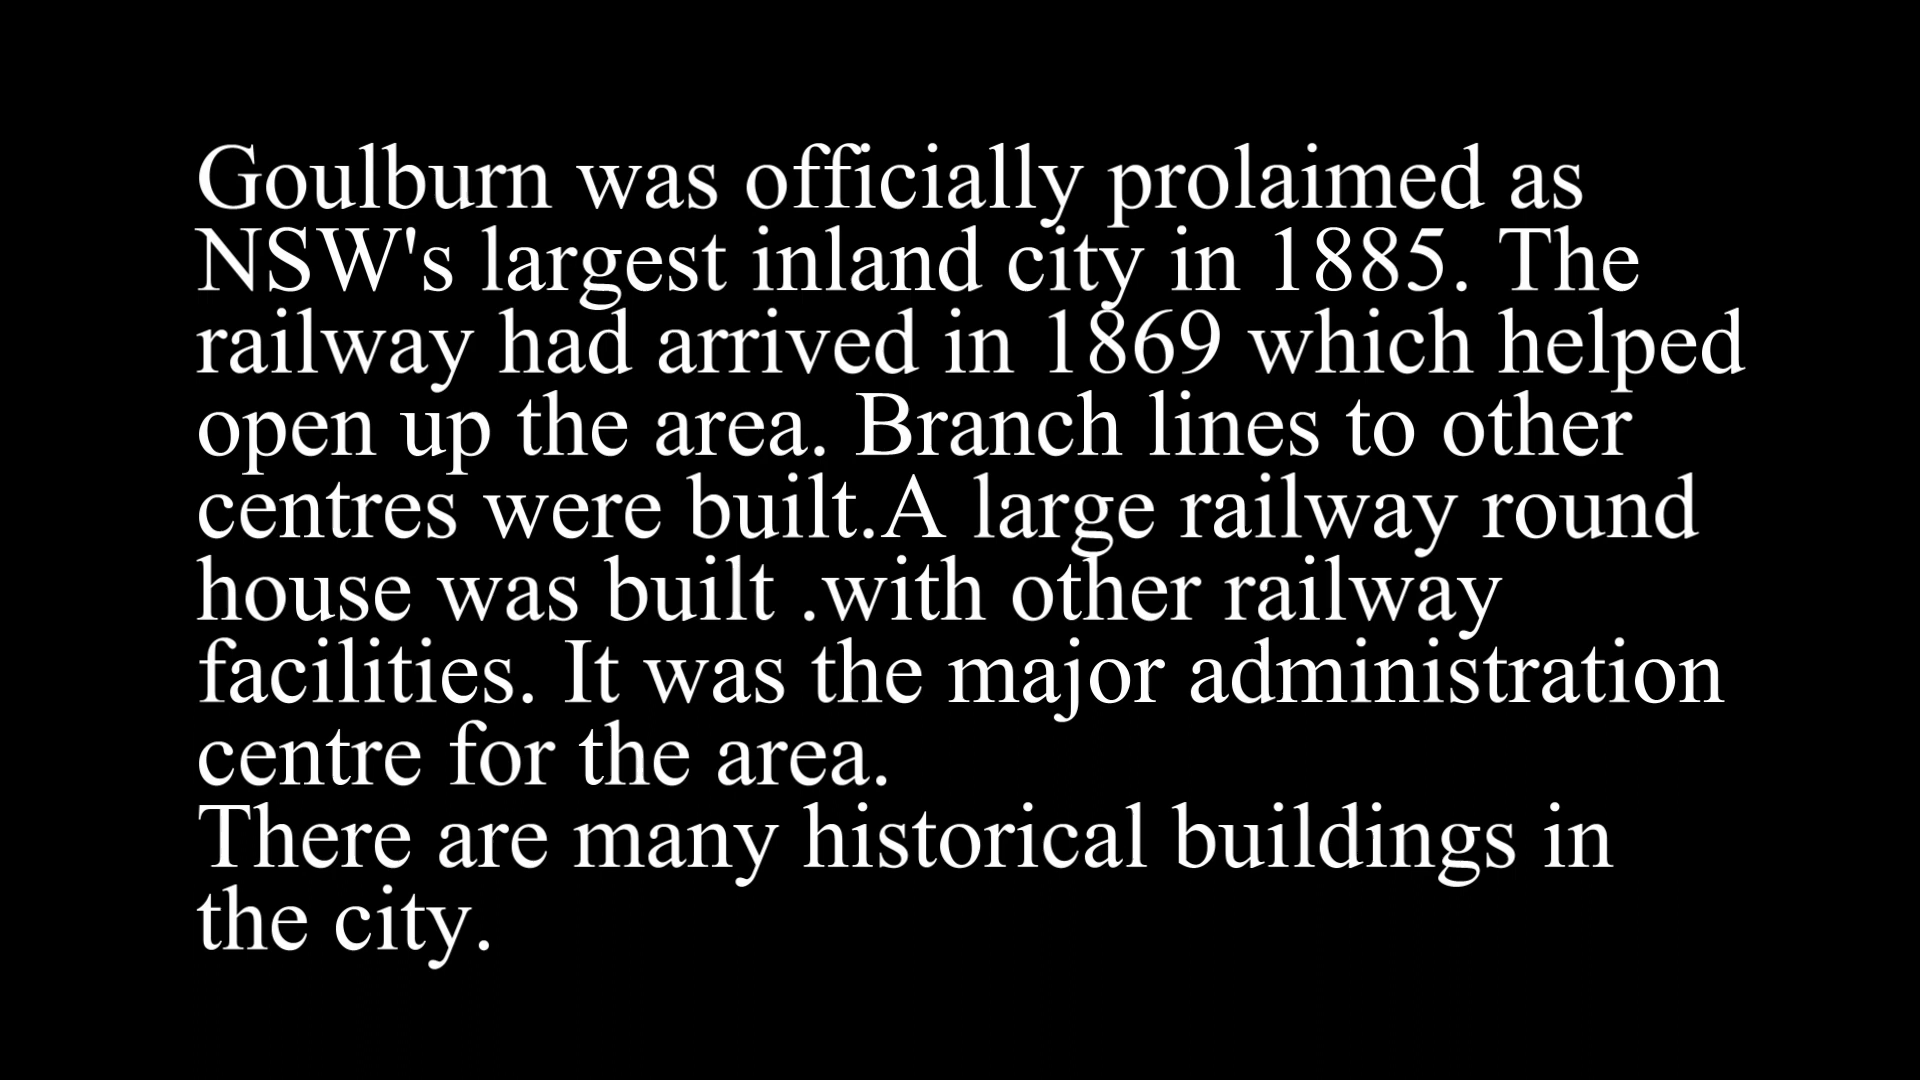 Goulburn was officially prolaimed as
NSW's largest inland city in 1885. The
railway had arrived in 1869 which helped
open up the area. Branch lines to other
centres were built.A large railway round
house was built .with other railway
facilities. It was the major administration
centre for the area.
There are many historical buildings in
the city.